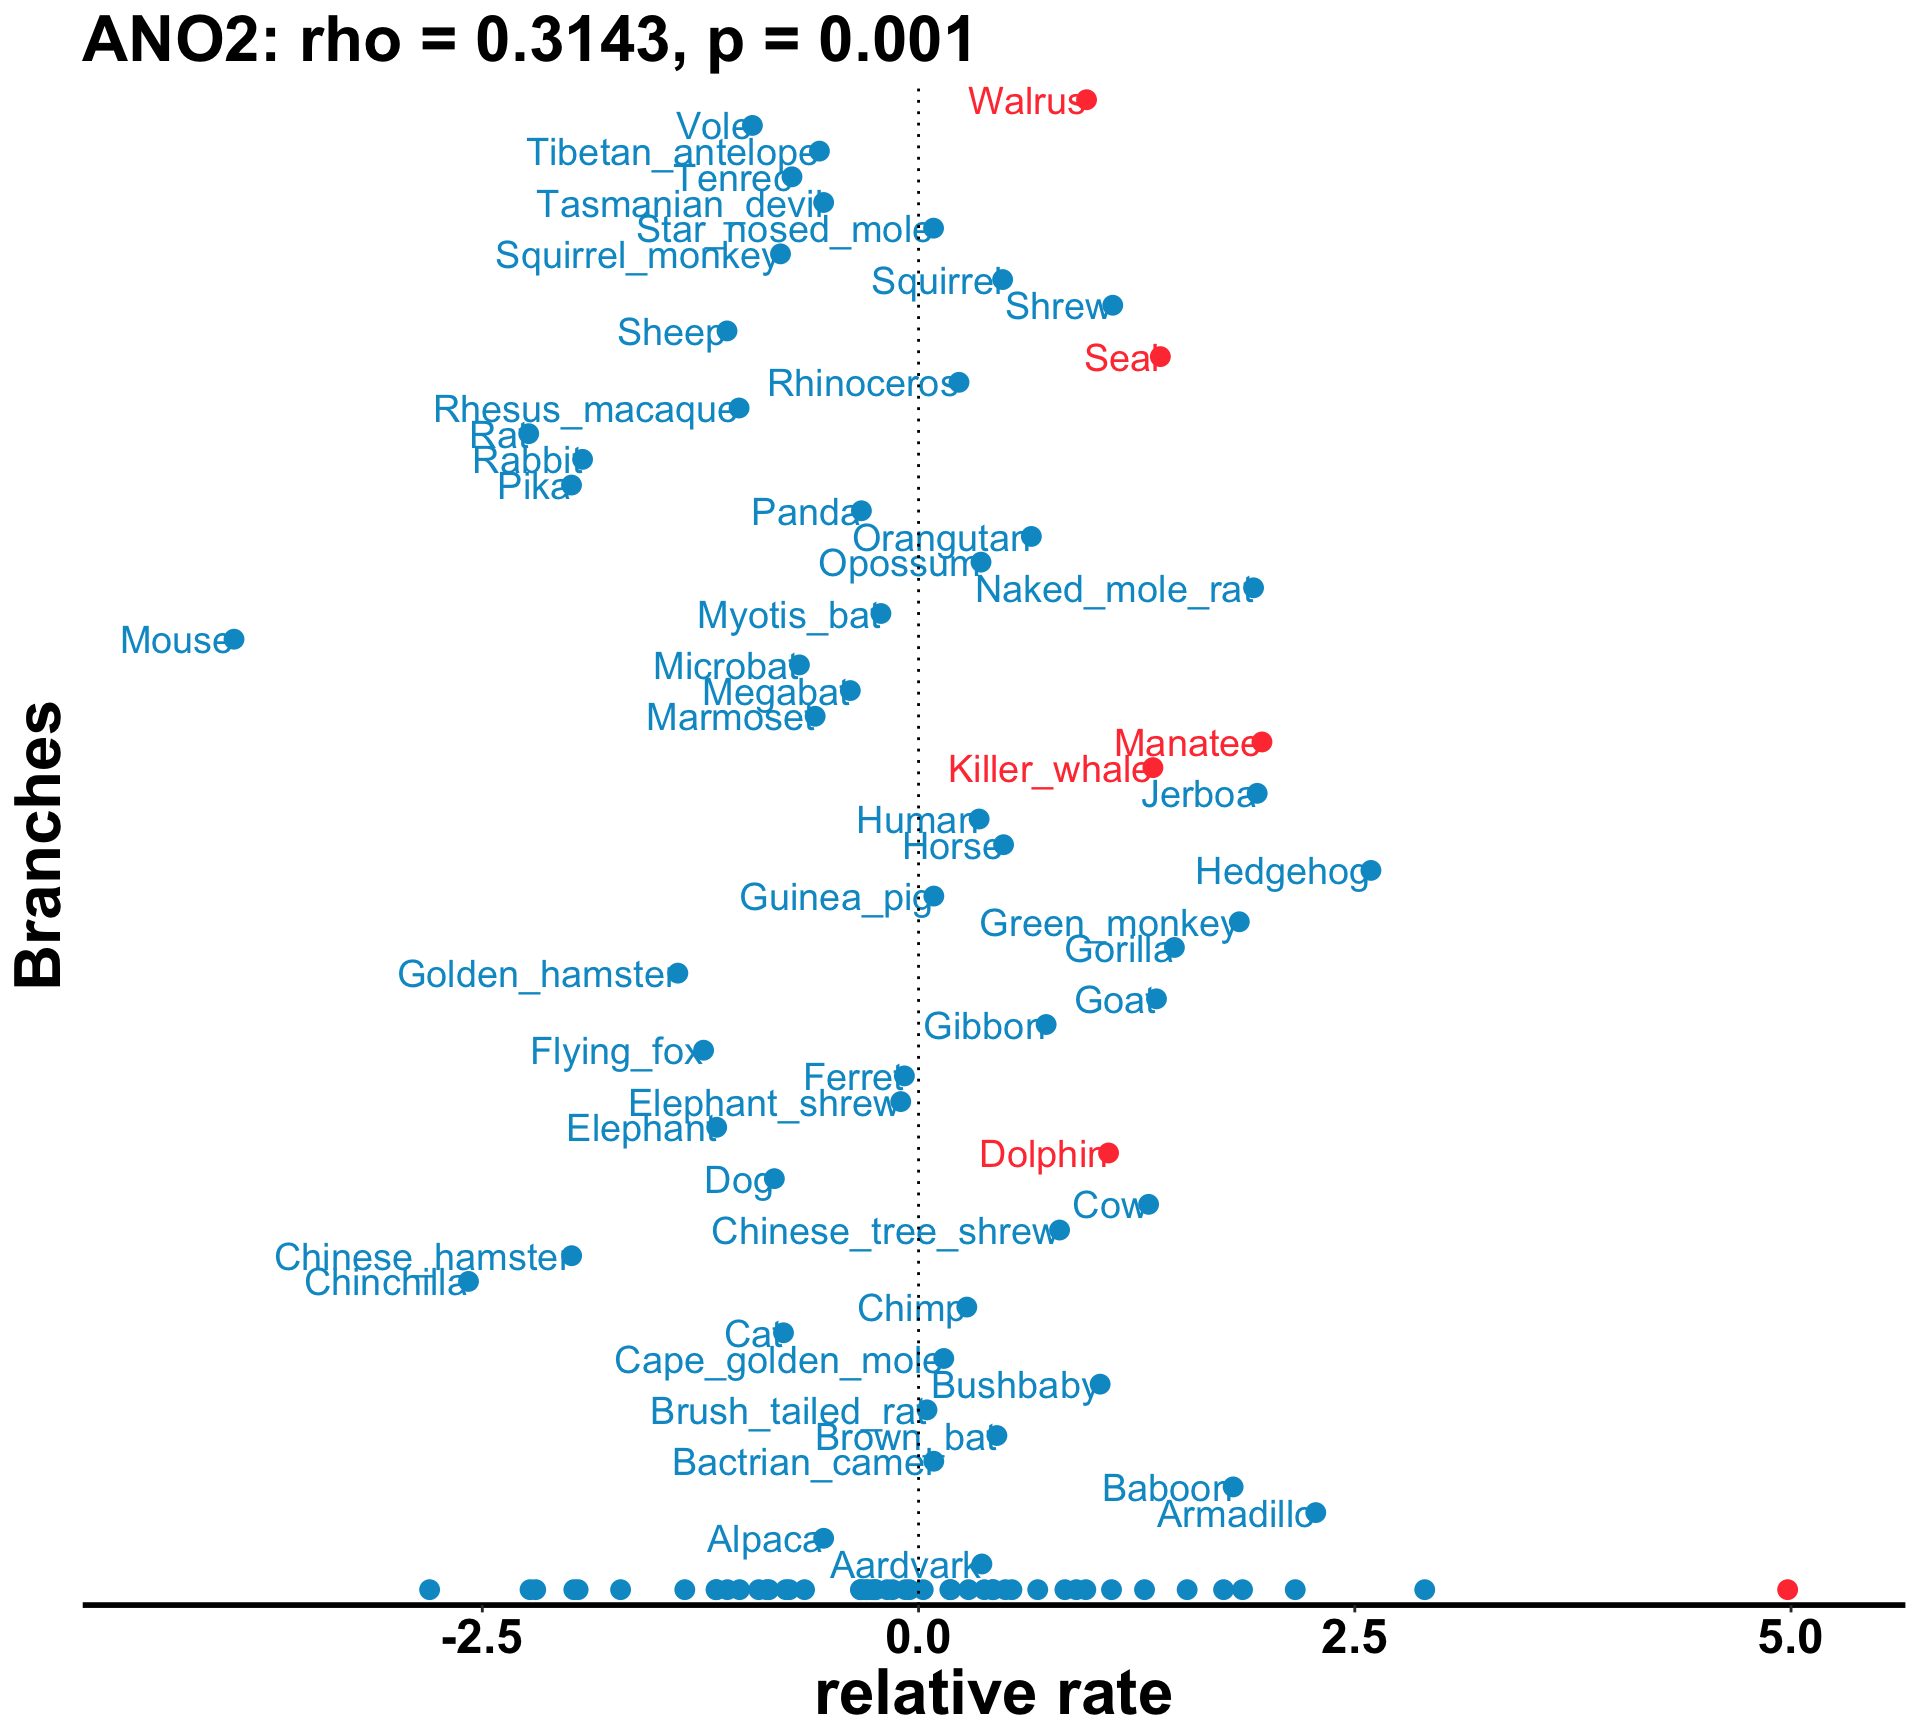 ANO2: rho = 0.3143, p = 0.001
Walrus
Vole
Tibetan_antelope
Tenrec
Tasmanian_devil
Star_nosed_mole
Squirrel_monkey
Squirrel
Shrew
Sheep
Seal
Rhinoceros
Rhesus_macaque
Rat
Rabbit
Pika
Panda
Orangutan
Opossum
Naked_mole_rat
Myotis_bat
Mouse
Microbat
Megabat
Marmoset
Manatee
Killer_whale
Jerboa
Human
Horse
Hedgehog
Guinea_pig
Green_monkey
Gorilla
Golden_hamster
Goat
Gibbon
Flying_fox
Ferret
Elephant_shrew
Elephant
Dolphin
Dog
Cow
Chinese_tree_shrew
Chinese_hamster
Chinchilla
Chimp
Cat
Cape_golden_mole
Bushbaby
Brush_tailed_rat
Brown_bat
Bactrian_camel
Baboon
Armadillo
Alpaca
Aardvark
Branches
-2.5 0.0 2.5 5.0
relative rate